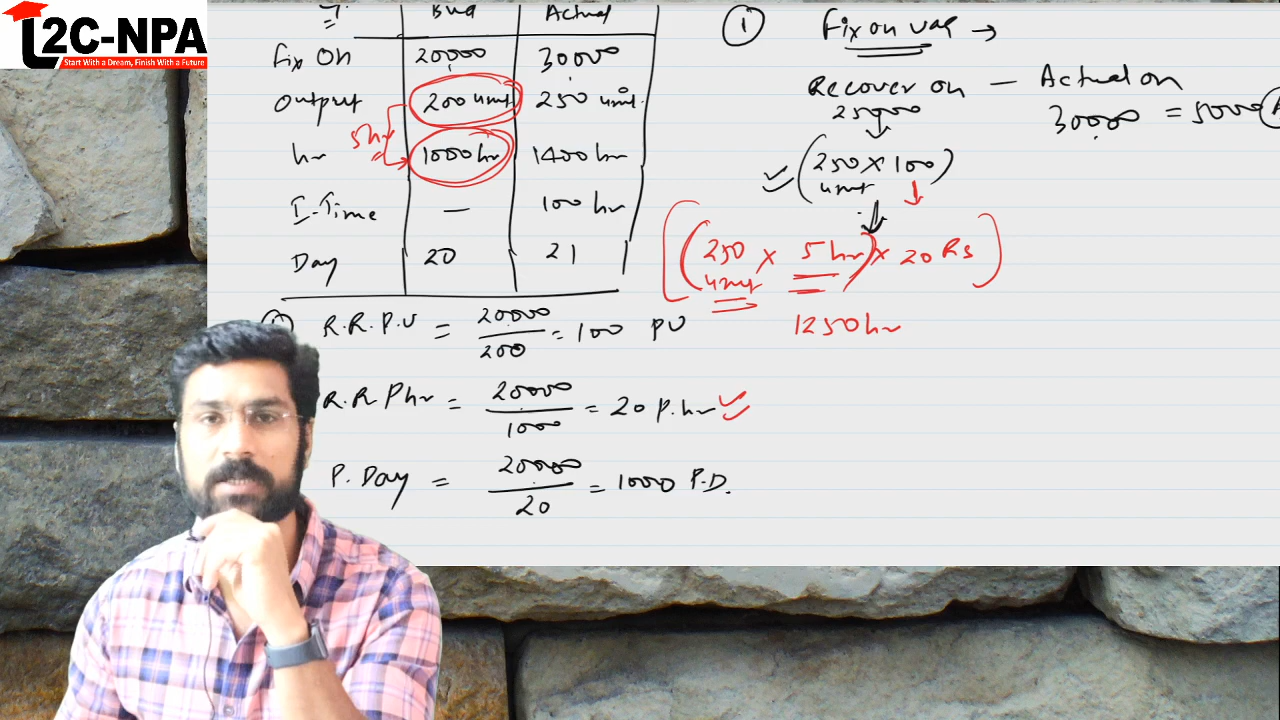 L2C-NPA
Start With a Dream, Finish With a Future
Bud Actual
Fix OH 20000 30000
Output 200 unit 250 unit
5hr
hr 1000 hr 1400 hr
I.Time — 100 hr
Day 20 21
R.R.P.U = 20000 / 200 = 100 PU
R.R Phr = 20000 / 1000 = 20 P.hr
P. Day = 20000 / 20 = 1000 P.D.
1 Fix OH Var →
Recover OH — Actual OH
25000 30000 = 5000 A
(250 unit × 100)
(250 unit × 5 hr) × 20 Rs
1250hr